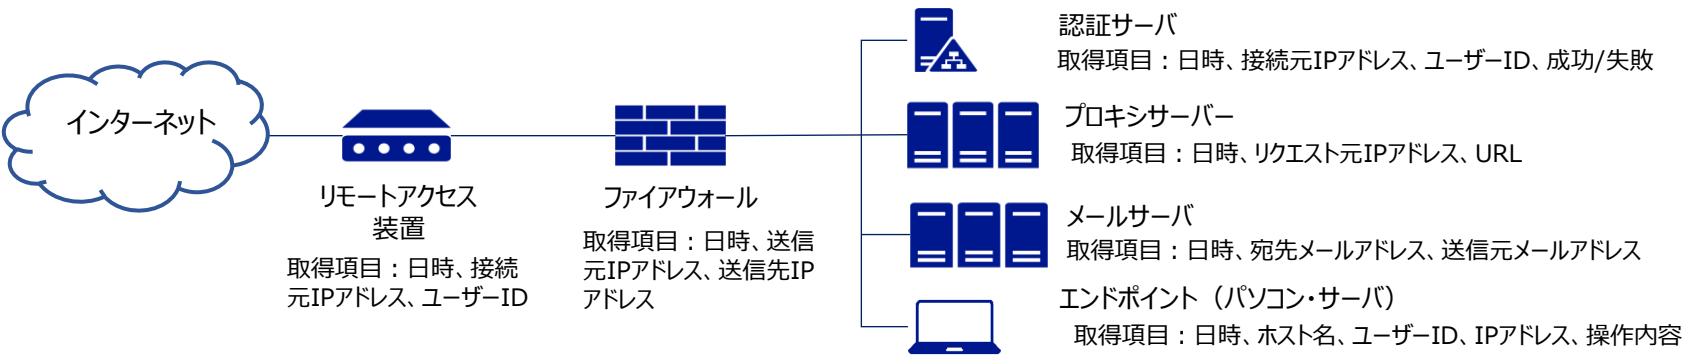 インターネット
リモートアクセス
装置
取得項目：日時、接続
元IPアドレス、ユーザーID
ファイアウォール
取得項目：日時、送信
元IPアドレス、送信先IP
アドレス
認証サーバ
取得項目：日時、接続元IPアドレス、ユーザーID、成功/失敗
プロキシサーバー
取得項目：日時、リクエスト元IPアドレス、URL
メールサーバ
取得項目：日時、宛先メールアドレス、送信元メールアドレス
エンドポイント（パソコン・サーバ）
取得項目：日時、ホスト名、ユーザーID、IPアドレス、操作内容